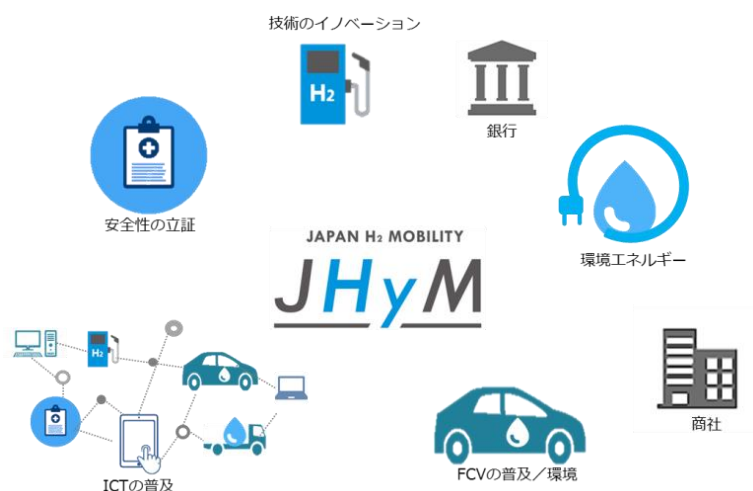 技術のイノベーション
H2
銀行
安全性の立証
環境エネルギー
JAPAN H2 MOBILITY
JHyM
H2
商社
FCVの普及/環境
ICTの普及